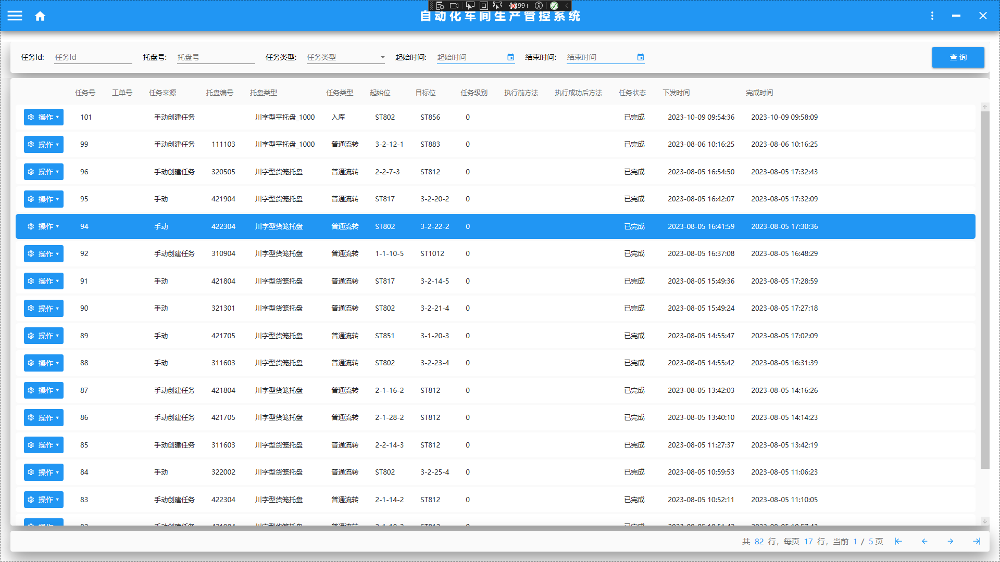 99+
自动化车间生产管控系统
任务Id: 任务Id 托盘号: 托盘号 任务类型: 任务类型 起始时间: 起始时间 结束时间: 结束时间 查 询
任务号 工单号 任务来源 托盘编号 托盘类型 任务类型 起始位 目标位 任务级别 执行前方法 执行成功后方法 任务状态 下发时间 完成时间
操作 101 手动创建任务 川字型平托盘_1000 入库 ST802 ST856 0 已完成 2023-10-09 09:54:36 2023-10-09 09:58:09
操作 99 手动创建任务 111103 川字型平托盘_1000 普通流转 3-2-12-1 ST883 0 已完成 2023-08-06 10:16:25 2023-08-06 10:16:25
操作 96 手动创建任务 320505 川字型货笼托盘 普通流转 2-2-7-3 ST812 0 已完成 2023-08-05 16:54:50 2023-08-05 17:32:43
操作 95 手动 421904 川字型货笼托盘 普通流转 ST817 3-2-20-2 0 已完成 2023-08-05 16:42:07 2023-08-05 17:32:09
操作 94 手动 422304 川字型货笼托盘 普通流转 ST802 3-2-22-2 0 已完成 2023-08-05 16:41:59 2023-08-05 17:30:36
操作 92 手动创建任务 310904 川字型货笼托盘 普通流转 1-1-10-5 ST1012 0 已完成 2023-08-05 16:37:08 2023-08-05 16:48:29
操作 91 手动 421804 川字型货笼托盘 普通流转 ST817 3-2-14-5 0 已完成 2023-08-05 15:49:36 2023-08-05 17:28:59
操作 90 手动 321301 川字型货笼托盘 普通流转 ST802 3-2-21-4 0 已完成 2023-08-05 15:49:24 2023-08-05 17:27:18
操作 89 手动 421705 川字型货笼托盘 普通流转 ST851 3-1-20-3 0 已完成 2023-08-05 14:55:47 2023-08-05 17:02:09
操作 88 手动 311603 川字型货笼托盘 普通流转 ST802 3-2-23-4 0 已完成 2023-08-05 14:55:42 2023-08-05 16:31:39
操作 87 手动创建任务 421804 川字型货笼托盘 普通流转 2-1-16-2 ST812 0 已完成 2023-08-05 13:42:03 2023-08-05 14:16:26
操作 86 手动创建任务 421705 川字型货笼托盘 普通流转 2-1-28-2 ST812 0 已完成 2023-08-05 13:40:10 2023-08-05 14:14:23
操作 85 手动创建任务 311603 川字型货笼托盘 普通流转 2-2-14-3 ST812 0 已完成 2023-08-05 11:27:37 2023-08-05 13:42:19
操作 84 手动 322002 川字型货笼托盘 普通流转 ST802 3-2-25-4 0 已完成 2023-08-05 10:59:53 2023-08-05 11:06:23
操作 83 手动创建任务 422304 川字型货笼托盘 普通流转 2-1-14-2 ST812 0 已完成 2023-08-05 10:52:11 2023-08-05 11:10:05
共 82 行, 每页 17 行, 当前 1 / 5 页